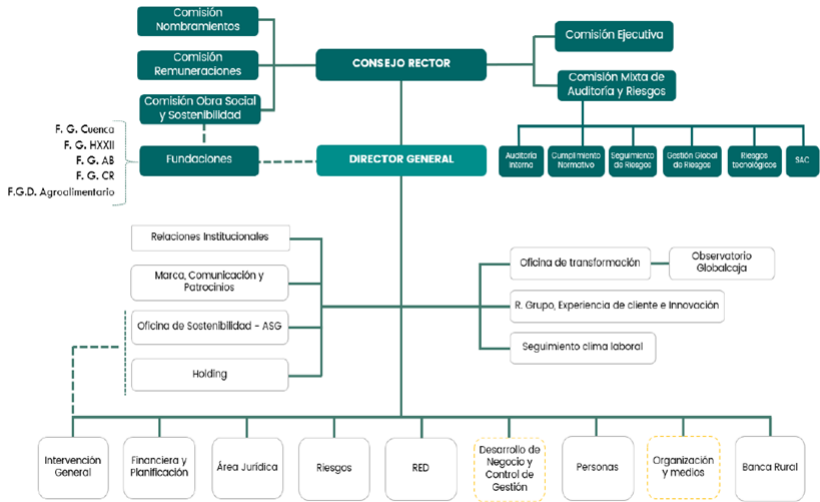 Comisión
Nombramientos
Comisión
Remuneraciones
Comisión Obra Social
y Sostenibilidad
CONSEJO RECTOR
Comisión Ejecutiva
Comisión Mixta de
Auditoría y Riesgos
F. G. Cuenca
F. G. HXXII
F. G. AB
F. G. CR
F.G.D. Agroalimentario
Fundaciones
DIRECTOR GENERAL
Auditoría
Interna
Cumplimiento
Normativo
Seguimiento
de Riesgos
Gestión Global
de Riesgos
Riesgos
tecnológicos
SAC
Relaciones Institucionales
Marca, Comunicación y
Patrocinios
Oficina de Sostenibilidad - ASG
Holding
Oficina de transformación
Observatorio
Globalcaja
R. Grupo, Experiencia de cliente e Innovación
Seguimiento clima laboral
Intervención
General
Financiera y
Planificación
Área Jurídica
Riesgos
RED
Desarrollo de
Negocio y
Control de
Gestión
Personas
Organización
y medios
Banca Rural